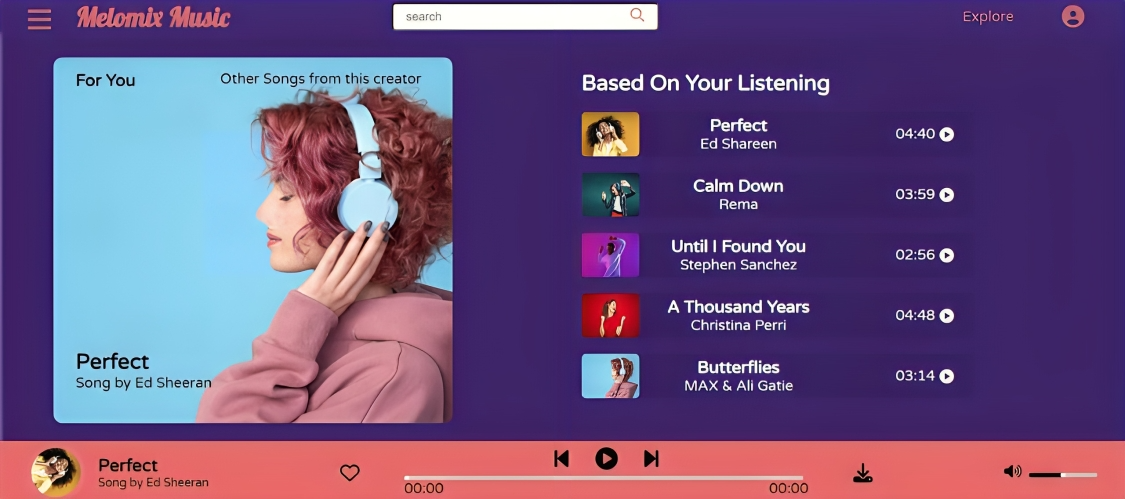 Melomix Music
search
Explore
For You
Other Songs from this creator
Perfect
Song by Ed Sheeran
Based On Your Listening
Perfect
Ed Shareen
04:40
Calm Down
Rema
03:59
Until I Found You
Stephen Sanchez
02:56
A Thousand Years
Christina Perri
04:48
Butterflies
MAX & Ali Gatie
03:14
Perfect
Song by Ed Sheeran
00:00
00:00